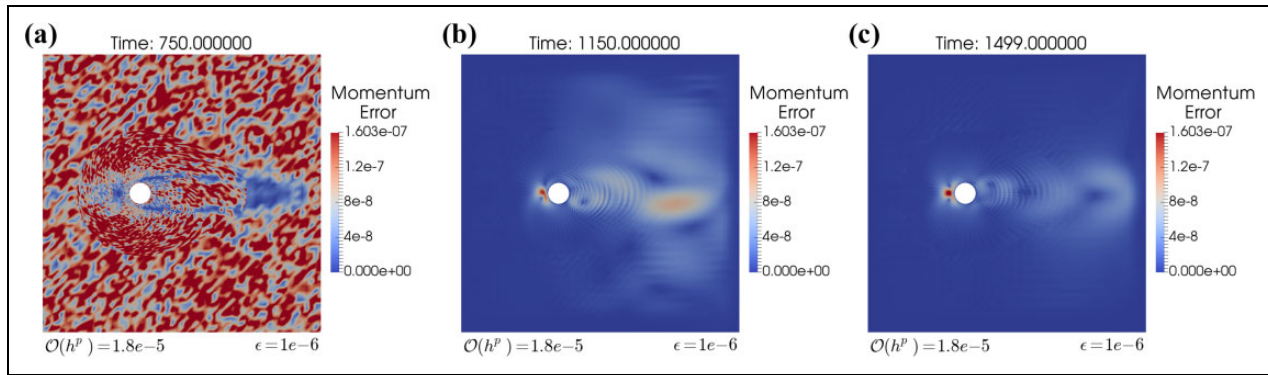 (a)
Time: 750.000000
Momentum
Error
1.603e-07
1.2e-7
8e-8
4e-8
0.000e+00
𝒪(h^p) = 1.8e−5
ϵ = 1e−6
(b)
Time: 1150.000000
Momentum
Error
1.603e-07
1.2e-7
8e-8
4e-8
0.000e+00
𝒪(h^p) = 1.8e−5
ϵ = 1e−6
(c)
Time: 1499.000000
Momentum
Error
1.603e-07
1.2e-7
8e-8
4e-8
0.000e+00
𝒪(h^p) = 1.8e−5
ϵ = 1e−6